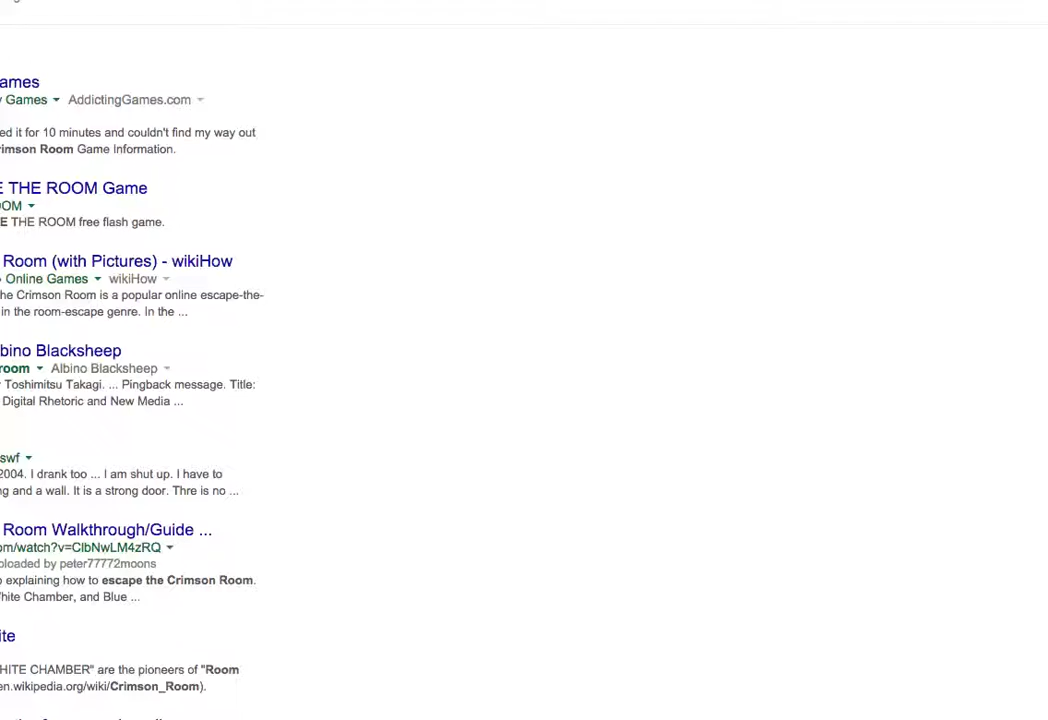 ames
Games AddictingGames.com
ed it for 10 minutes and couldn't find my way out
rimson Room Game Information.
E THE ROOM Game
OOM
E THE ROOM free flash game.
Room (with Pictures) - wikiHow
Online Games wikiHow
he Crimson Room is a popular online escape-the-
in the room-escape genre. In the ...
bino Blacksheep
room Albino Blacksheep
Toshimitsu Takagi. ... Pingback message. Title:
Digital Rhetoric and New Media ...
swf
2004. I drank too ... I am shut up. I have to
ng and a wall. It is a strong door. Thre is no ...
Room Walkthrough/Guide ...
om/watch?v=ClbNwLM4zRQ
ploaded by peter77772moons
o explaining how to escape the Crimson Room.
hite Chamber, and Blue ...
ite
HITE CHAMBER" are the pioneers of "Room
en.wikipedia.org/wiki/Crimson_Room).